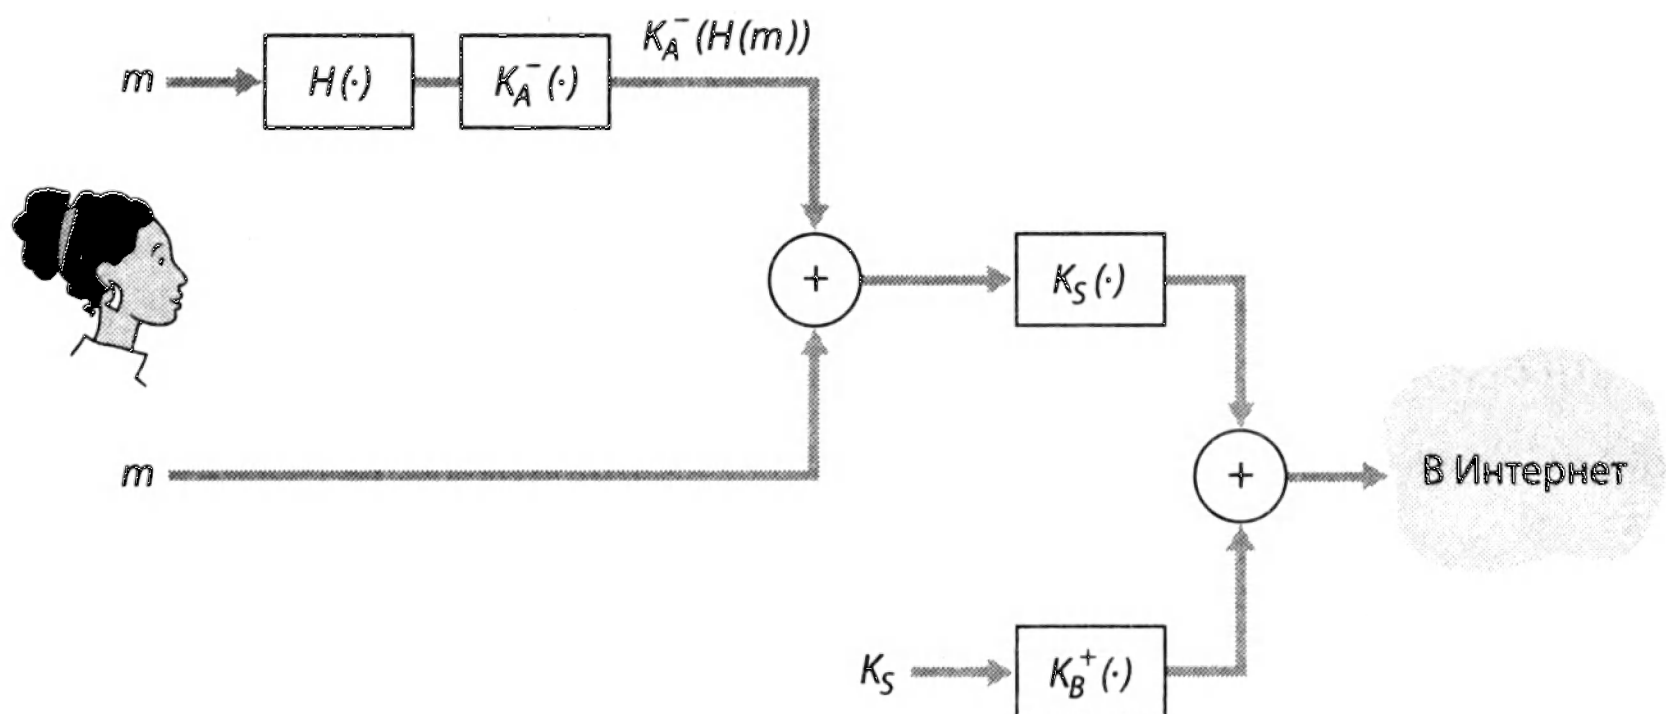 K_A^-(H(m))
m
H(·)
K_A^-(·)
+
K_S(·)
m
+
В Интернет
K_S
K_B^+(·)